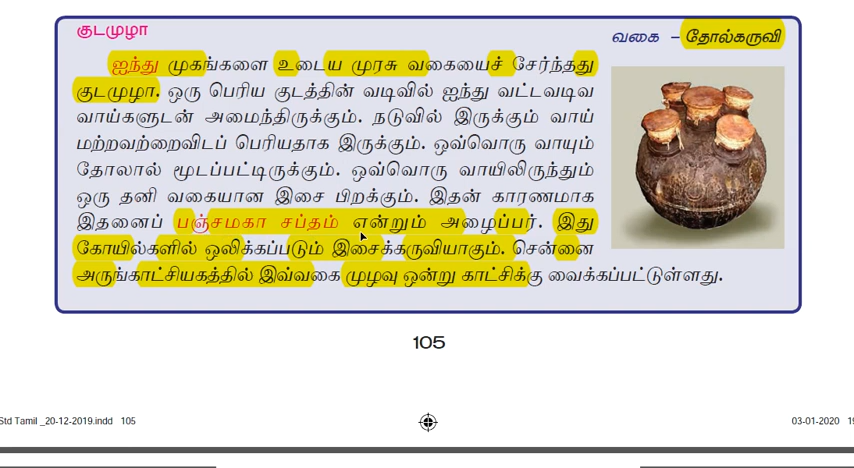 குடமுழா
வகை – தோல்கருவி
ஐந்து முகங்களை உடைய முரசு வகையைச் சேர்ந்தது
குடமுழா. ஒரு பெரிய குடத்தின் வடிவில் ஐந்து வட்டவடிவ
வாய்களுடன் அமைந்திருக்கும். நடுவில் இருக்கும் வாய்
மற்றவற்றைவிடப் பெரியதாக இருக்கும். ஒவ்வொரு வாயும்
தோலால் மூடப்பட்டிருக்கும். ஒவ்வொரு வாயிலிருந்தும்
ஒரு தனி வகையான இசை பிறக்கும். இதன் காரணமாக
இதனைப் பஞ்சமகா சப்தம் என்றும் அழைப்பர். இது
கோயில்களில் ஒலிக்கப்படும் இசைக்கருவியாகும். சென்னை
அருங்காட்சியகத்தில் இவ்வகை முழவு ஒன்று காட்சிக்கு வைக்கப்பட்டுள்ளது.
105
Std Tamil _20-12-2019.indd 105
03-01-2020